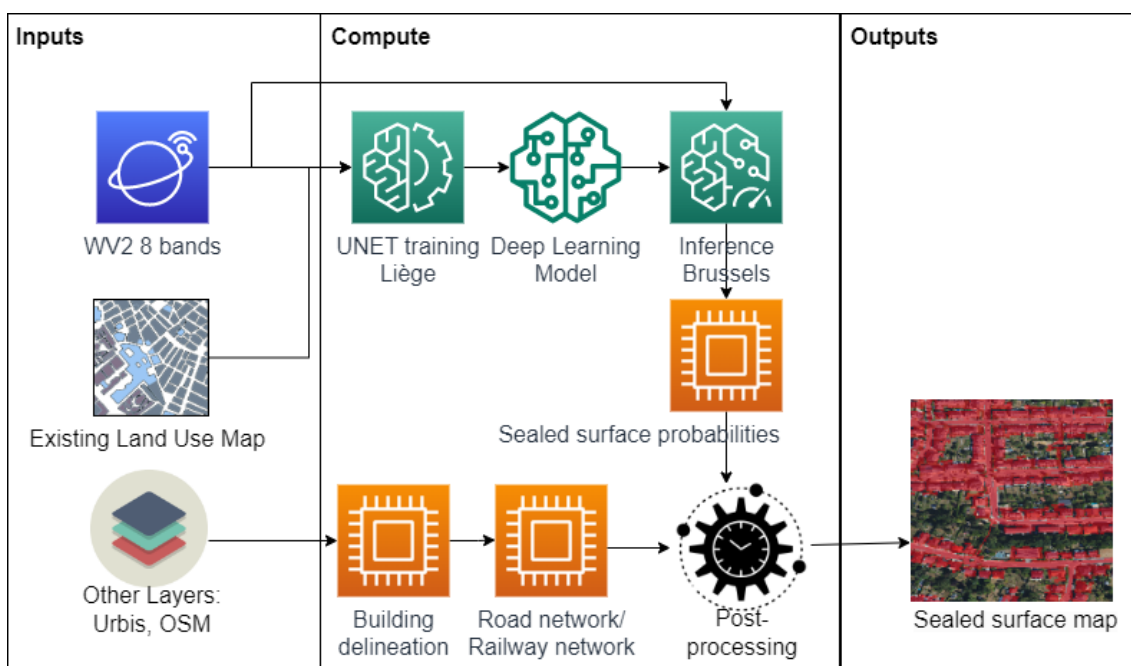 Inputs
Compute
Outputs
WV2 8 bands
UNET training
Liège
Deep Learning
Model
Inference
Brussels
Existing Land Use Map
Sealed surface probabilities
Other Layers:
Urbis, OSM
Building
delineation
Road network/
Railway network
Post-
processing
Sealed surface map